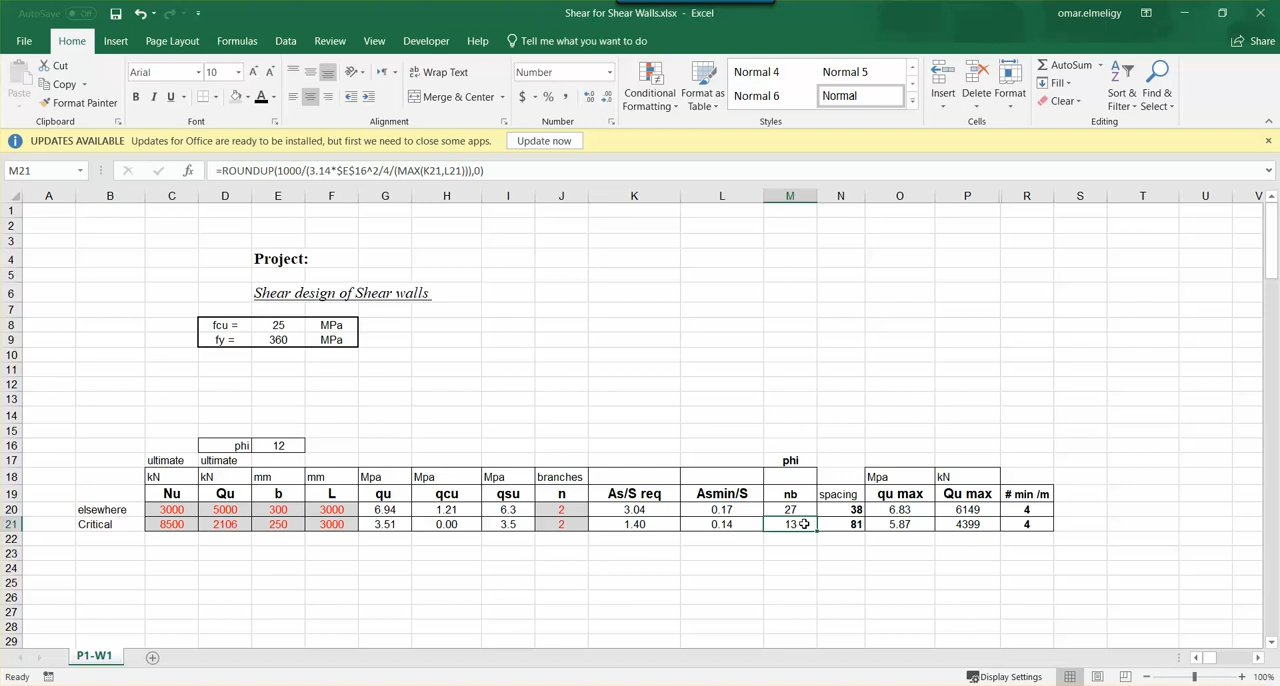 AutoSave Off
Shear for Shear Walls.xlsx - Excel
omar.elmeligy
File Home Insert Page Layout Formulas Data Review View Developer Help Tell me what you want to do Share
Paste Cut Copy Format Painter
Arial 10 Wrap Text Merge & Center Number
B I U $ %
Conditional Formatting Format as Table
Normal 4 Normal 5
Normal 6 Normal
Insert Delete Format
AutoSum Fill Clear
Sort & Filter Find & Select
Clipboard Font Alignment Number Styles Cells Editing
UPDATES AVAILABLE Updates for Office are ready to be installed, but first we need to close some apps. Update now
M21 fx =ROUNDUP(1000/(3.14*$E$16^2/4/(MAX(K21,L21))),0)
A B C D E F G H I J K L M N O P R S T U V
1
2
3
4 Project:
5
6 Shear design of Shear walls
7
8 fcu = 25 MPa
9 fy = 360 MPa
10
11
12
13
14
15
16 phi 12
17 ultimate ultimate phi
18 kN kN mm mm Mpa Mpa Mpa branches Mpa kN
19 Nu Qu b L qu qcu qsu n As/S req Asmin/S nb spacing qu max Qu max # min /m
20 elsewhere 3000 5000 300 3000 6.94 1.21 6.3 2 3.04 0.17 27 38 6.83 6149 4
21 Critical 8500 2106 250 3000 3.51 0.00 3.5 2 1.40 0.14 13 81 5.87 4399 4
22
23
24
25
26
27
28
29
P1-W1
Ready Display Settings 100%